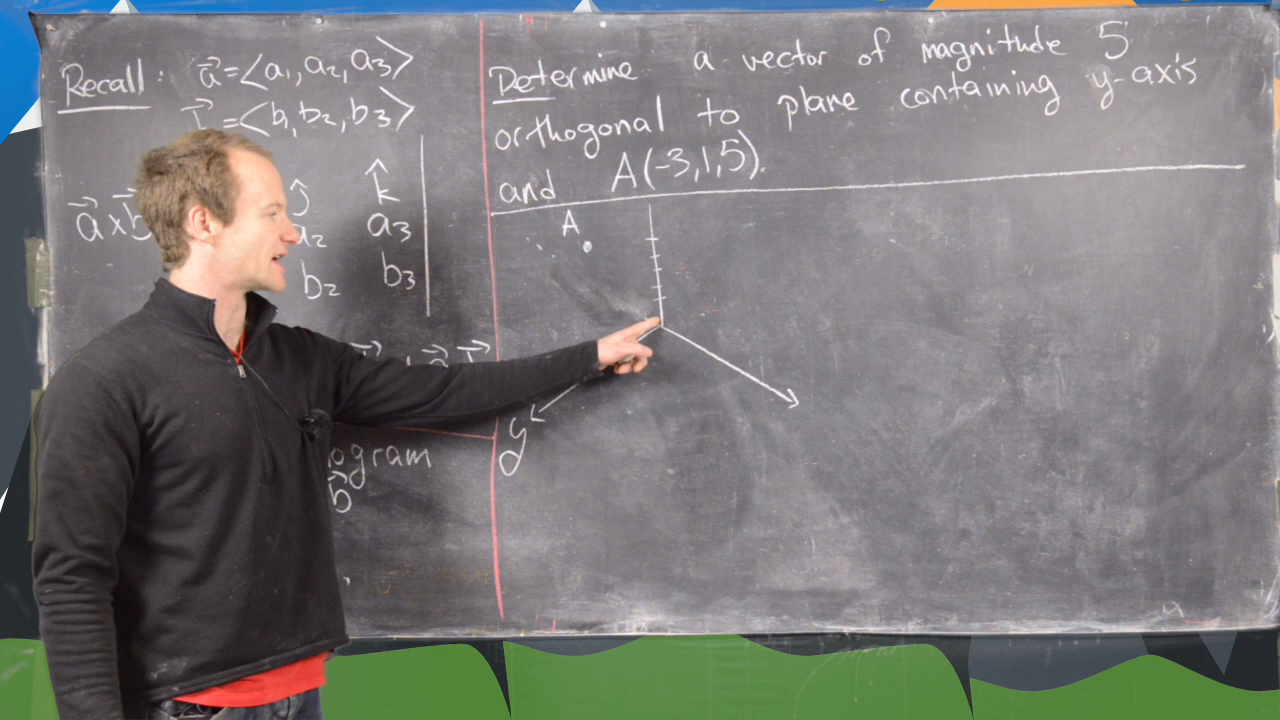 Recall: a⃗ = <a₁, a₂, a₃>
= <b₁, b₂, b₃>
ĵ k̂
a⃗ x b⃗ a₂ a₃
b₂ b₃
ogram
b⃗
Determine a vector of magnitude 5
orthogonal to plane containing y-axis
and A(-3,1,5).
A
y